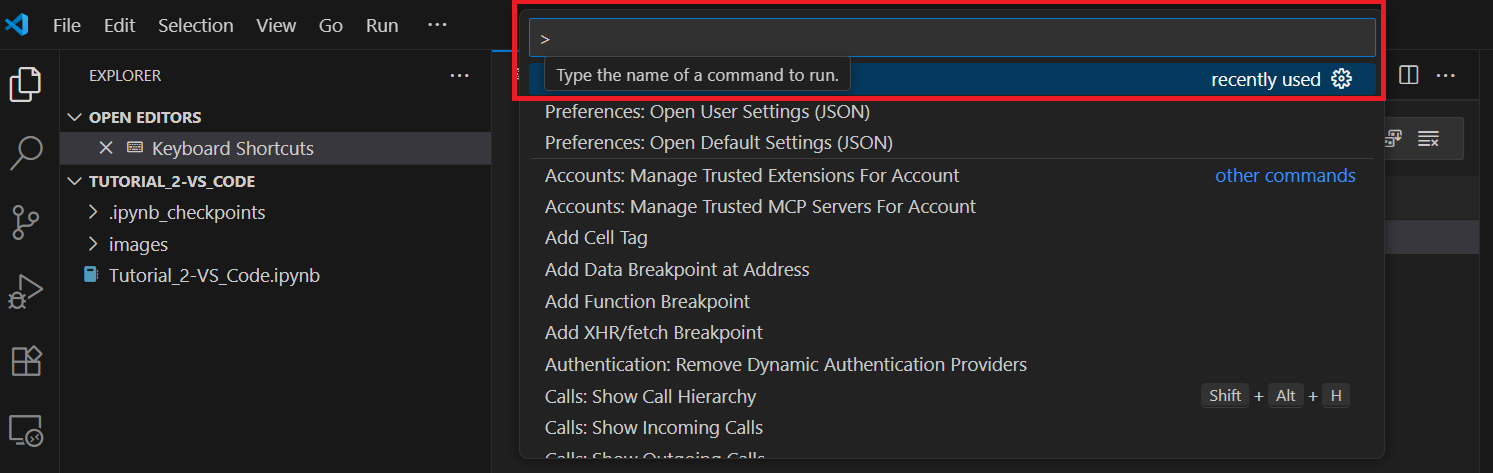 File Edit Selection View Go Run ...
>
Type the name of a command to run.
recently used
EXPLORER
OPEN EDITORS
Keyboard Shortcuts
TUTORIAL_2-VS_CODE
.ipynb_checkpoints
images
Tutorial_2-VS_Code.ipynb
Preferences: Open User Settings (JSON)
Preferences: Open Default Settings (JSON)
Accounts: Manage Trusted Extensions For Account other commands
Accounts: Manage Trusted MCP Servers For Account
Add Cell Tag
Add Data Breakpoint at Address
Add Function Breakpoint
Add XHR/fetch Breakpoint
Authentication: Remove Dynamic Authentication Providers
Calls: Show Call Hierarchy Shift + Alt + H
Calls: Show Incoming Calls
Calls: Show Outgoing Calls